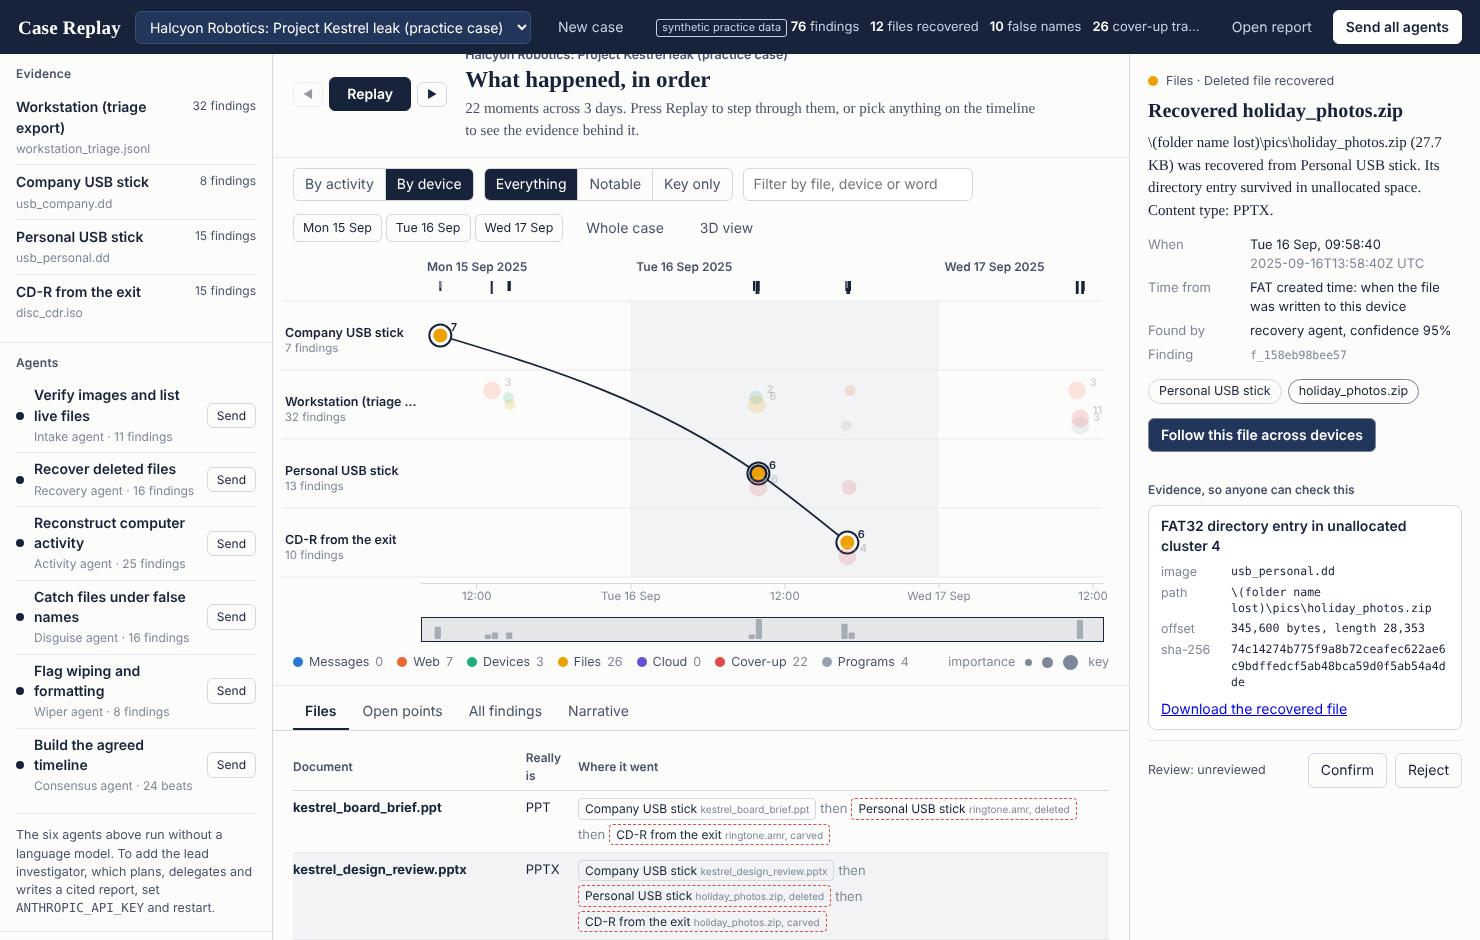 Case Replay
Halcyon Robotics: Project Kestrel leak (practice case)
New case
synthetic practice data 76 findings 12 files recovered 10 false names 26 cover-up tra...
Open report
Send all agents
Evidence
Workstation (triage export)
32 findings
workstation_triage.jsonl
Company USB stick
8 findings
usb_company.dd
Personal USB stick
15 findings
usb_personal.dd
CD-R from the exit
15 findings
disc_cdr.iso
Agents
Verify images and list
live files
Intake agent · 11 findings
Send
Recover deleted files
Recovery agent · 16 findings
Send
Reconstruct computer
activity
Activity agent · 25 findings
Send
Catch files under false
names
Disguise agent · 16 findings
Send
Flag wiping and
formatting
Wiper agent · 8 findings
Send
Build the agreed
timeline
Consensus agent · 24 beats
Send
The six agents above run without a
language model. To add the lead
investigator, which plans, delegates and
writes a cited report, set
ANTHROPIC_API_KEY and restart.
Halcyon Robotics: Project Kestrel leak (practice case)
Replay
What happened, in order
22 moments across 3 days. Press Replay to step through them, or pick anything on the timeline
to see the evidence behind it.
By activity
By device
Everything
Notable
Key only
Filter by file, device or word
Mon 15 Sep
Tue 16 Sep
Wed 17 Sep
Whole case
3D view
Mon 15 Sep 2025
Tue 16 Sep 2025
Wed 17 Sep 2025
Company USB stick
7 findings
7
Workstation (triage ...
32 findings
3
2
6
3
11
3
Personal USB stick
13 findings
6
6
CD-R from the exit
10 findings
6
4
12:00
Tue 16 Sep
12:00
Wed 17 Sep
12:00
Messages 0
Web 7
Devices 3
Files 26
Cloud 0
Cover-up 22
Programs 4
importance
key
Files
Open points
All findings
Narrative
Document
Really
is
Where it went
kestrel_board_brief.ppt
PPT
Company USB stick kestrel_board_brief.ppt then Personal USB stick ringtone.amr, deleted
then CD-R from the exit ringtone.amr, carved
kestrel_design_review.pptx
PPTX
Company USB stick kestrel_design_review.pptx then
Personal USB stick holiday_photos.zip, deleted then
CD-R from the exit holiday_photos.zip, carved
Files · Deleted file recovered
Recovered holiday_photos.zip
\(folder name lost)\pics\holiday_photos.zip (27.7
KB) was recovered from Personal USB stick. Its
directory entry survived in unallocated space.
Content type: PPTX.
When
Tue 16 Sep, 09:58:40
2025-09-16T13:58:40Z UTC
Time from
FAT created time: when the file
was written to this device
Found by
recovery agent, confidence 95%
Finding
f_158eb98bee57
Personal USB stick
holiday_photos.zip
Follow this file across devices
Evidence, so anyone can check this
FAT32 directory entry in unallocated
cluster 4
image
usb_personal.dd
path
\(folder name
lost)\pics\holiday_photos.zip
offset
345,600 bytes, length 28,353
sha-256
74c14274b775f9a8b72ceafec622ae6
c9bdffedcf5ab48bca59d0f5ab54a4d
de
Download the recovered file
Review: unreviewed
Confirm
Reject